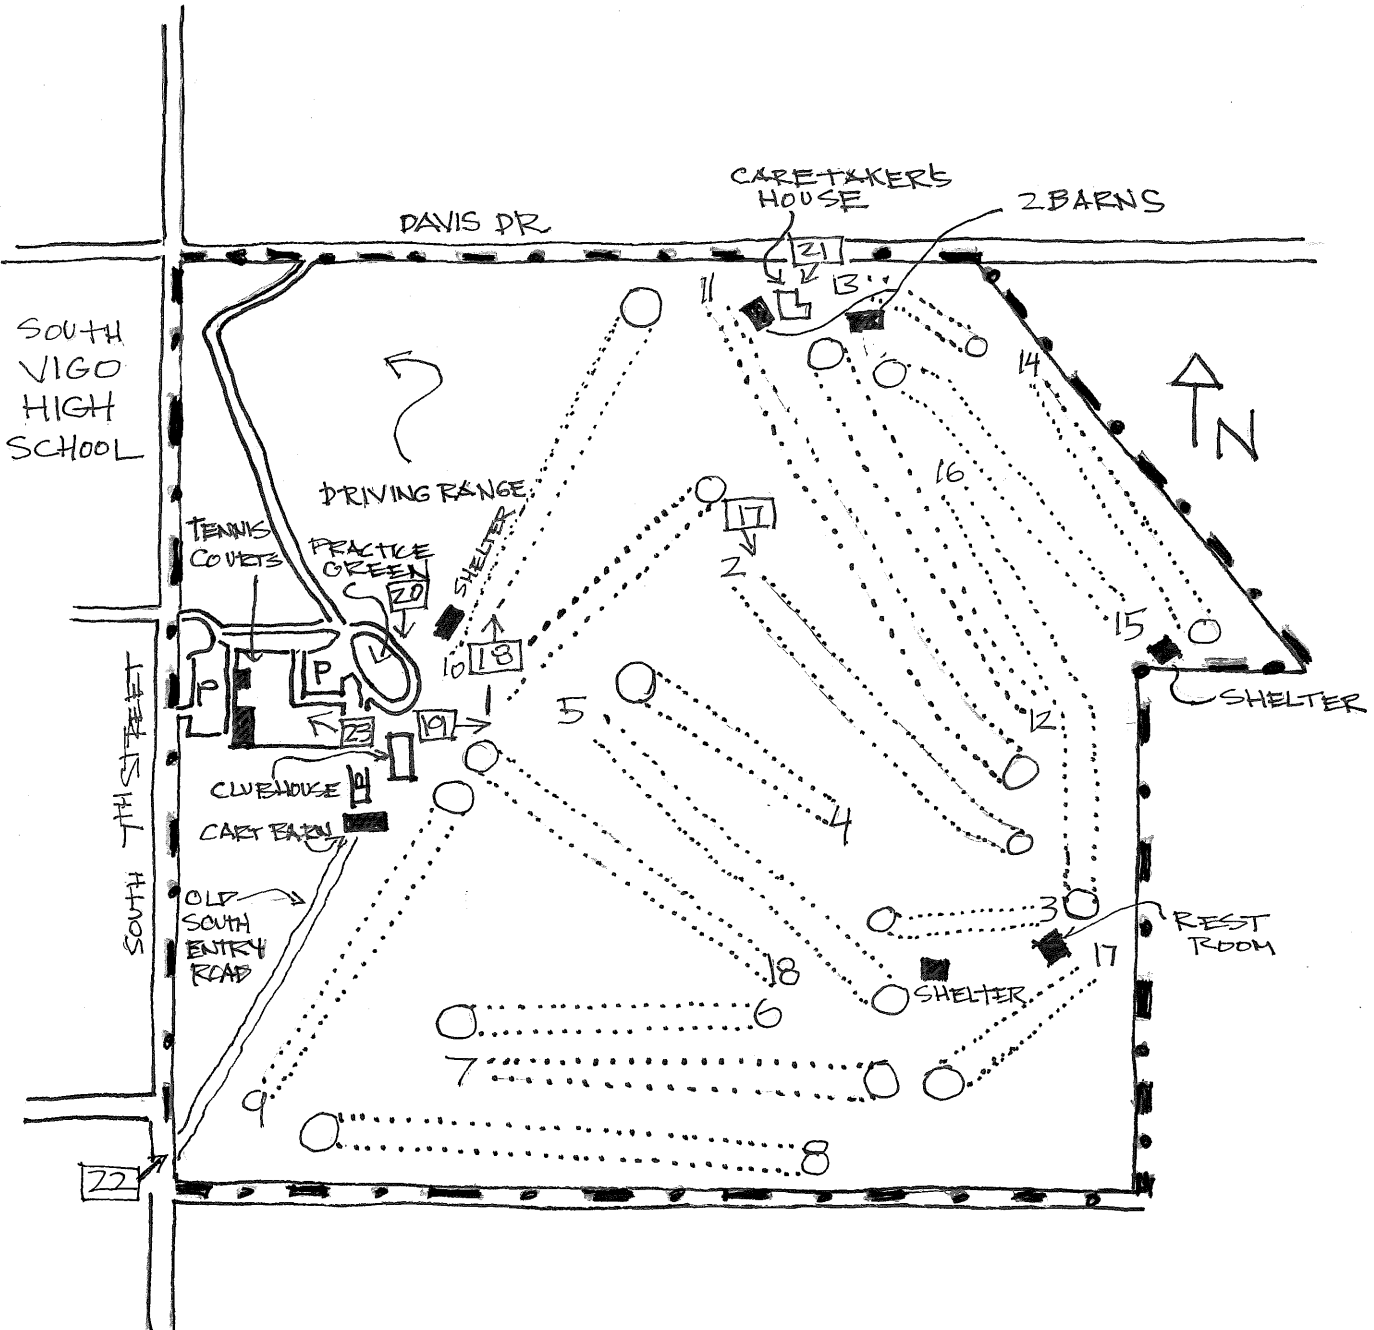 CARETAKER'S
HOUSE
2 BARNS
DAVIS DR.
21
11
13
SOUTH
VIGO
HIGH
SCHOOL
14
N
16
DRIVING RANGE
SHELTER
17
TENNIS
COURTS
PRACTICE
GREEN
20
2
15
10
18
P
P
SHELTER
5
12
23
19
SOUTH 7TH STREET
CLUBHOUSE
P
CART BARN
4
OLD
SOUTH
ENTRY
ROAD
3
REST
ROOM
17
18
SHELTER
6
7
9
8
22